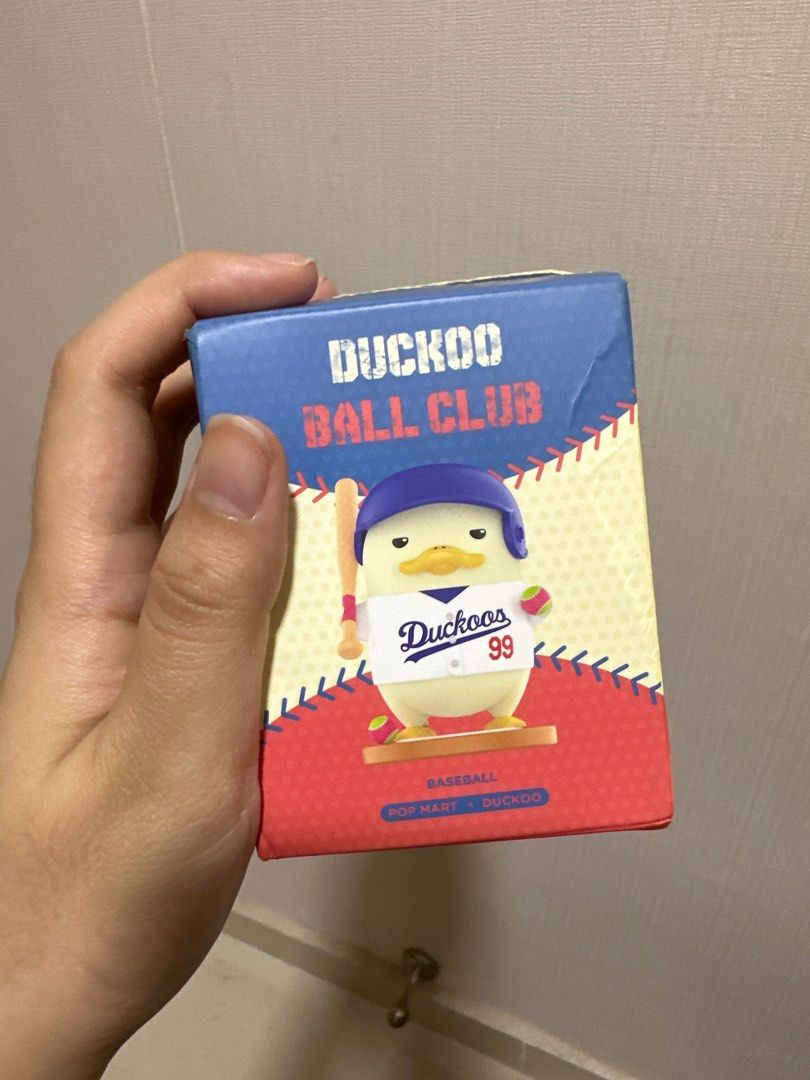 DUCKOO
BALL CLUB
Duckoos
99
BASEBALL
POP MART × DUCKOO